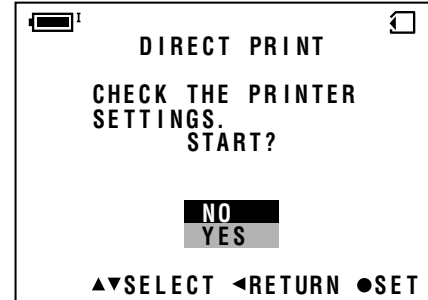 I
DIRECT PRINT
CHECK THE PRINTER
SETTINGS.
START?
NO
YES
▲▼SELECT ◄RETURN ●SET